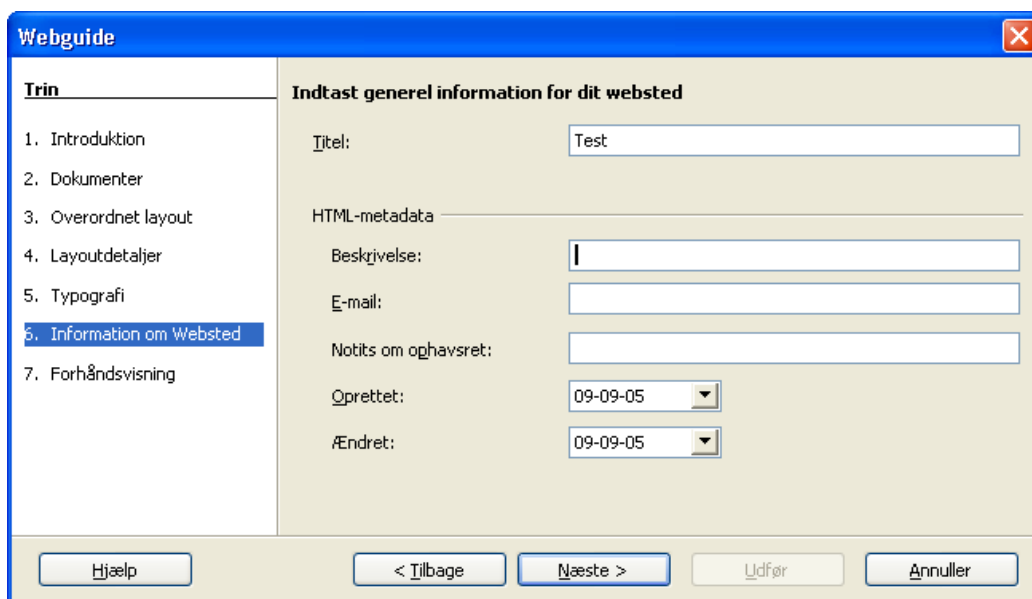 Webguide
Trin
1. Introduktion
2. Dokumenter
3. Overordnet layout
4. Layoutdetaljer
5. Typografi
6. Information om Websted
7. Forhåndsvisning
Indtast generel information for dit websted
Titel: Test
HTML-metadata
Beskrivelse:
E-mail:
Notits om ophavsret:
Oprettet: 09-09-05
Ændret: 09-09-05
Hjælp < Tilbage Næste > Udfør Annuller